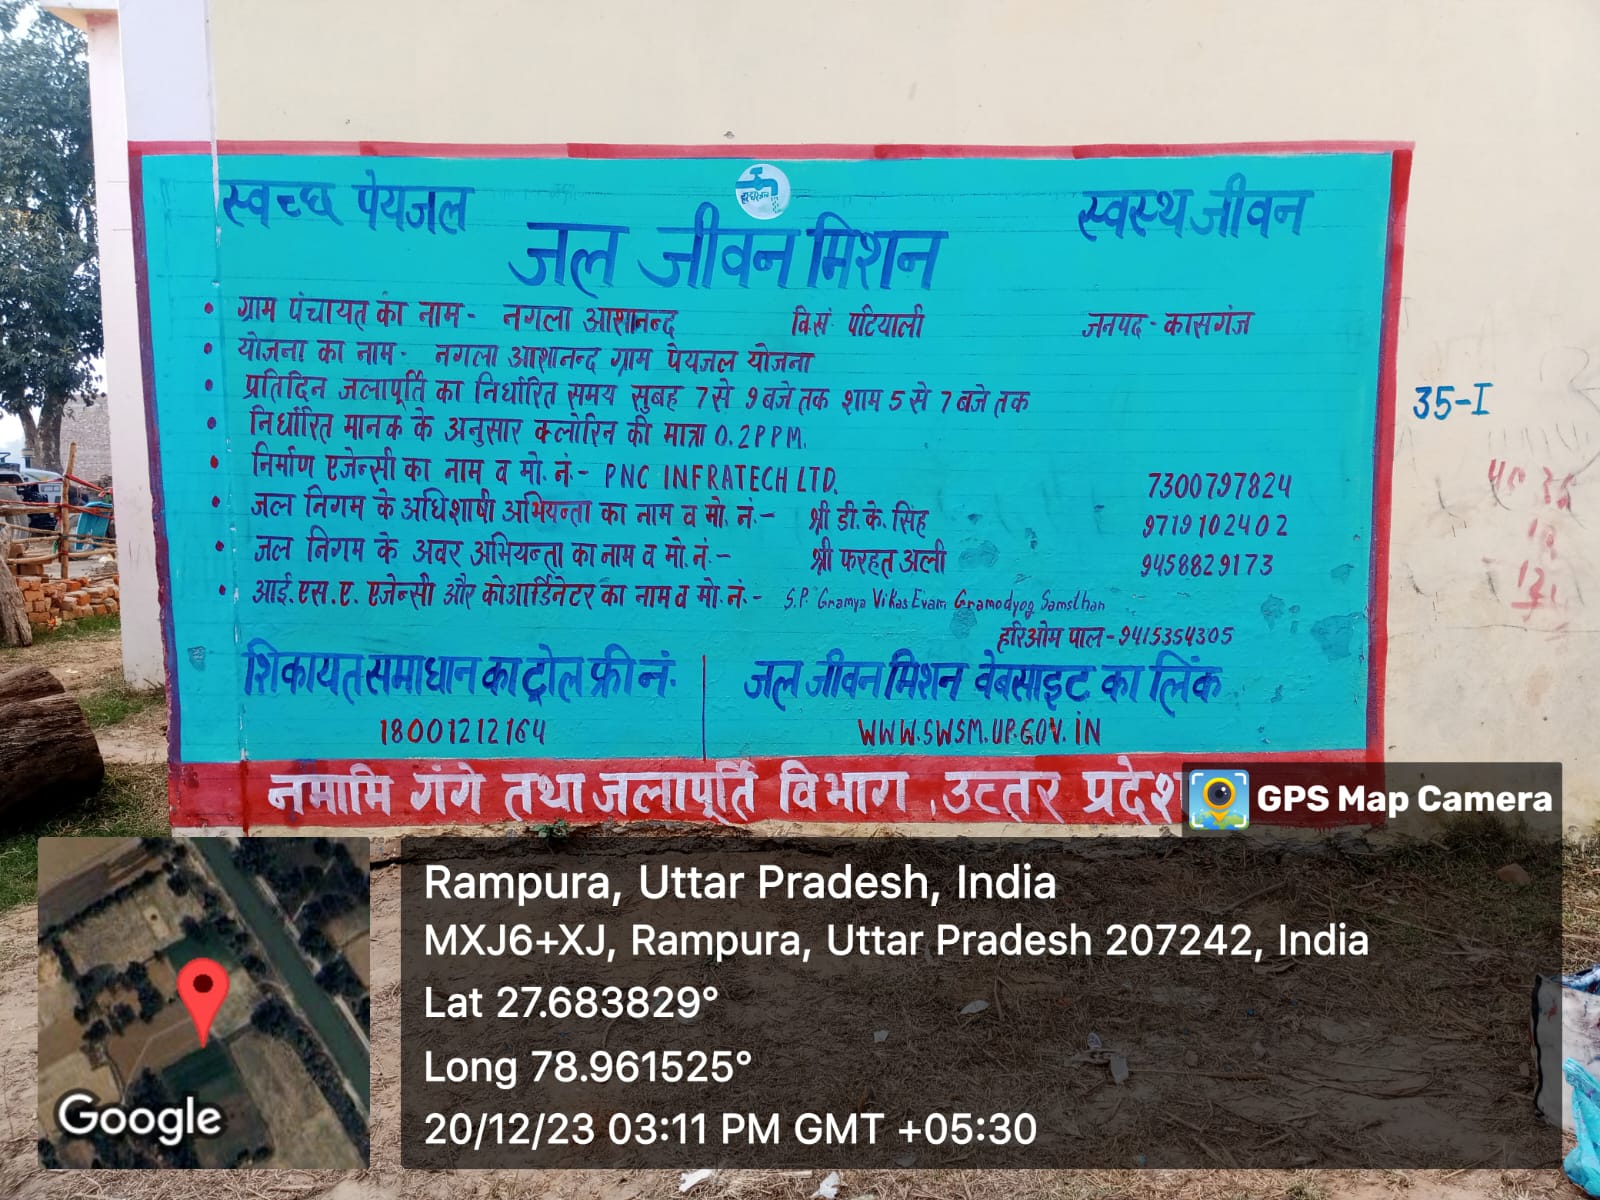 स्वच्छ पेयजल
हर घर जल
स्वस्थ जीवन
जल जीवन मिशन
• ग्राम पंचायत का नाम- नगला आशानन्द वि.सं. पटियाली जनपद - कासगंज
• योजना का नाम- नगला आशानन्द ग्राम पेयजल योजना
• प्रतिदिन जलापूर्ति का निर्धारित समय सुबह 7 से 9 बजे तक शाम 5 से 7 बजे तक
• निर्धारित मानक के अनुसार क्लोरिन की मात्रा 0.2PPM.
• निर्माण एजेन्सी का नाम व मो. नं.- PNC INFRATECH LTD. 7300797824
• जल निगम के अधिशाषी अभियन्ता का नाम व मो. नं.- श्री डी. के. सिंह 9719102402
• जल निगम के अवर अभियन्ता का नाम व मो. नं.- श्री फरहत अली 9458829173
• आई.एस.ए. एजेन्सी और कोआर्डिनेटर का नाम व मो. नं.- S.P. Gramya Vikas Evam Gramodyog Samsthan
हरिओम पाल - 9415354305
शिकायत समाधान का ट्रोल फ्री नं.
18001212164
जल जीवन मिशन वेबसाइट का लिंक
WWW.SWSM.UP.GOV.IN
नमामि गंगे तथा जलापूर्ति विभाग , उत्तर प्रदेश
35-I
GPS Map Camera
Rampura, Uttar Pradesh, India
MXJ6+XJ, Rampura, Uttar Pradesh 207242, India
Lat 27.683829°
Long 78.961525°
20/12/23 03:11 PM GMT +05:30
Google